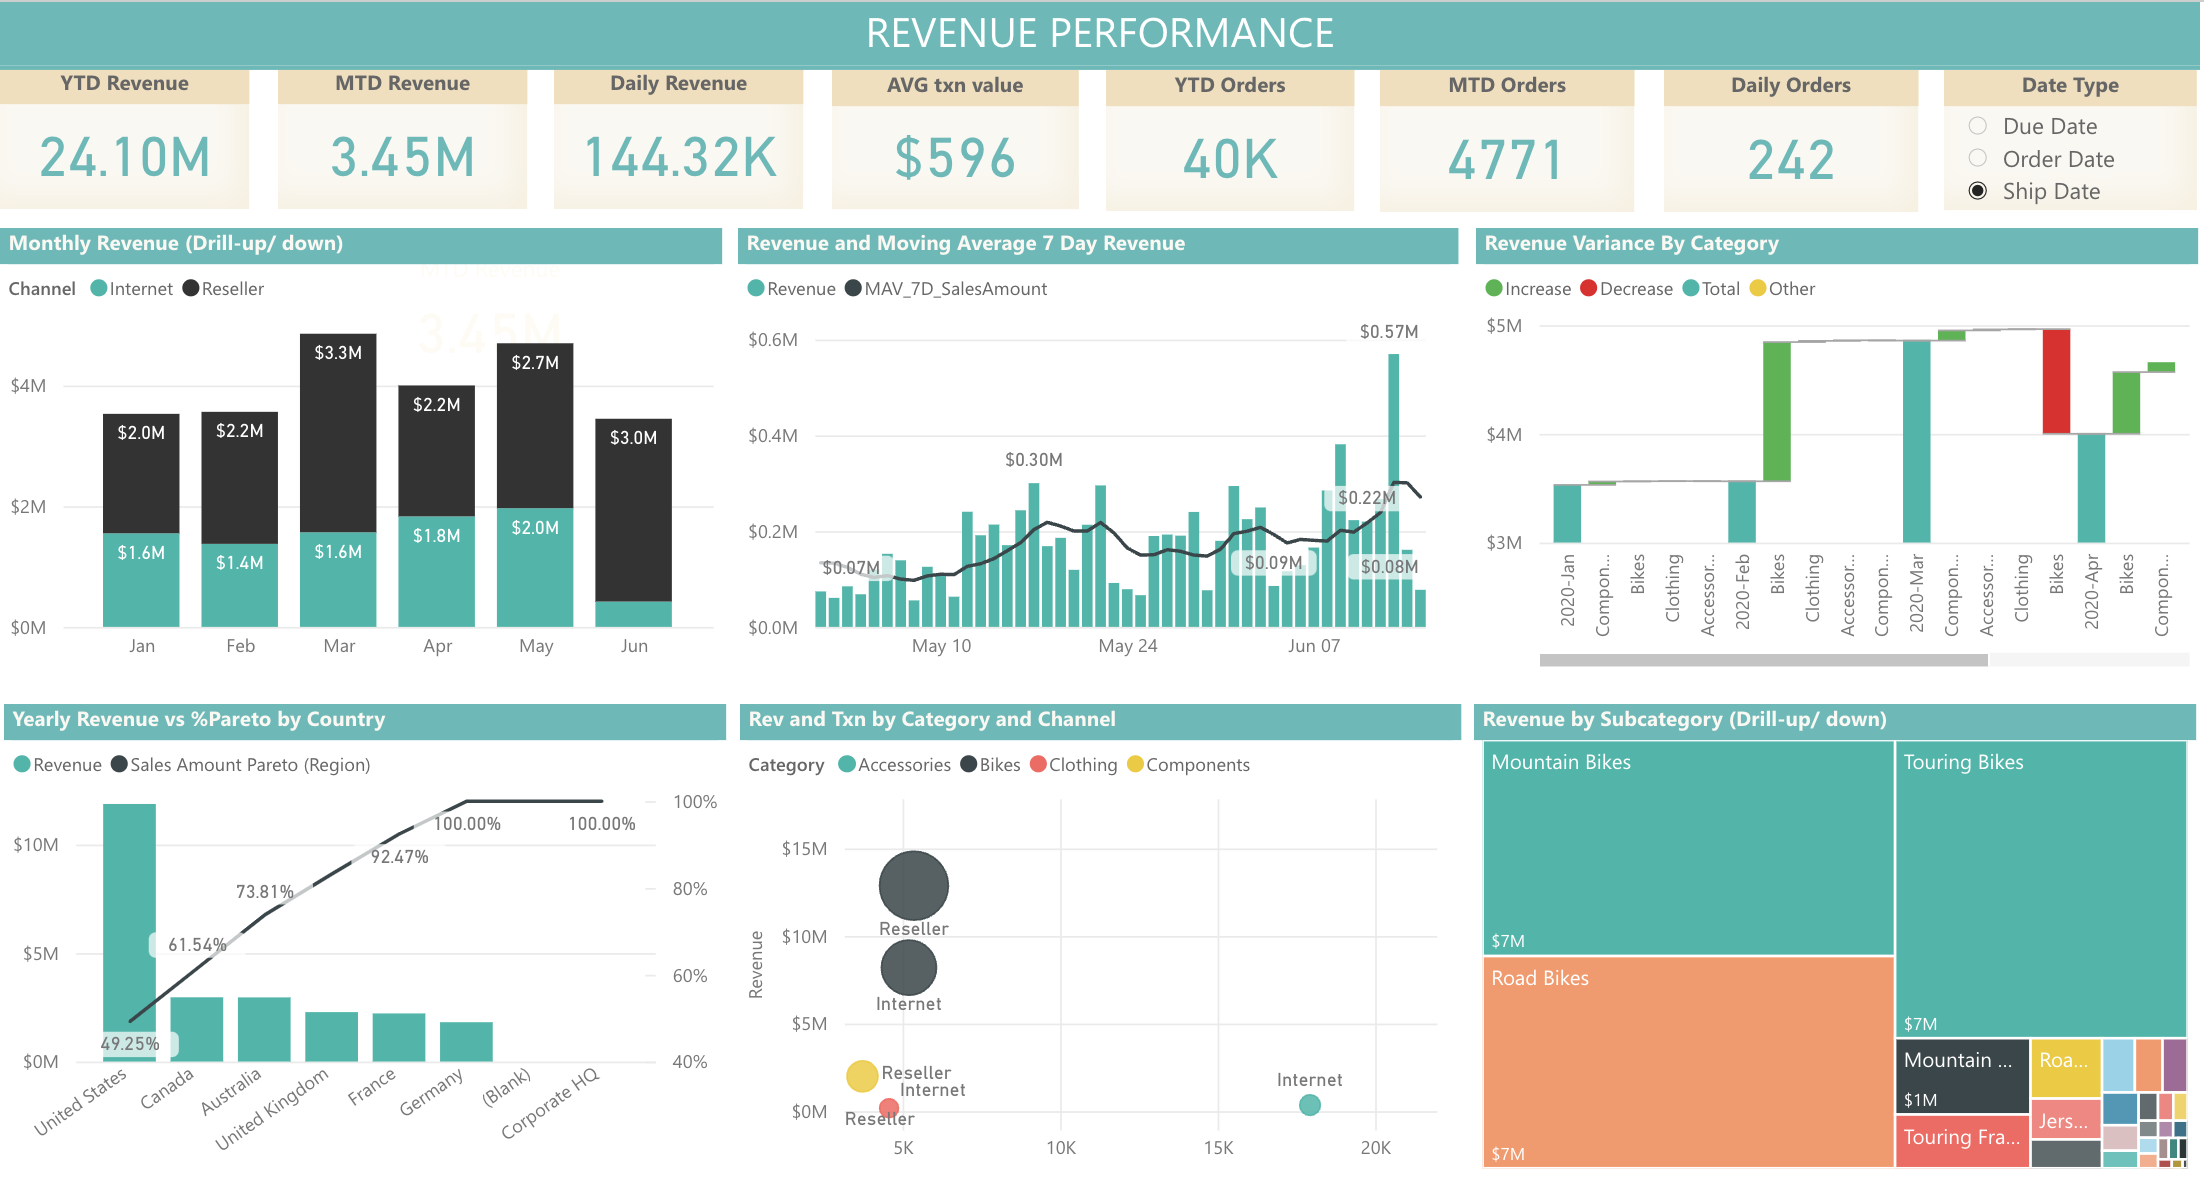 REVENUE PERFORMANCE
YTD Revenue
24.10M
MTD Revenue
3.45M
Daily Revenue
144.32K
AVG txn value
$596
YTD Orders
40K
MTD Orders
4771
Daily Orders
242
Date Type
Due Date
Order Date
Ship Date
Monthly Revenue (Drill-up/ down)
MTD Revenue
3.45M
Channel Internet Reseller
$4M
$2M
$0M
$2.0M
$2.2M
$3.3M
$2.2M
$2.7M
$3.0M
$1.6M
$1.4M
$1.6M
$1.8M
$2.0M
Jan Feb Mar Apr May Jun
Revenue and Moving Average 7 Day Revenue
Revenue MAV_7D_SalesAmount
$0.6M
$0.4M
$0.2M
$0.0M
$0.57M
$0.30M
$0.22M
$0.07M
$0.09M
$0.08M
May 10 May 24 Jun 07
Revenue Variance By Category
Increase Decrease Total Other
$5M
$4M
$3M
2020-Jan
Compon...
Bikes
Clothing
Accessor...
2020-Feb
Bikes
Clothing
Accessor...
Compon...
2020-Mar
Compon...
Accessor...
Clothing
Bikes
2020-Apr
Bikes
Compon...
Yearly Revenue vs %Pareto by Country
Revenue Sales Amount Pareto (Region)
$10M
$5M
$0M
100%
80%
60%
40%
49.25%
61.54%
73.81%
92.47%
100.00%
100.00%
United States
Canada
Australia
United Kingdom
France
Germany
(Blank)
Corporate HQ
Rev and Txn by Category and Channel
Category Accessories Bikes Clothing Components
Revenue
$15M
$10M
$5M
$0M
Reseller
Internet
Reseller
Internet
Reseller
Internet
5K 10K 15K 20K
Revenue by Subcategory (Drill-up/ down)
Mountain Bikes
$7M
Road Bikes
$7M
Touring Bikes
$7M
Mountain ...
$1M
Touring Fra...
Roa...
Jers...